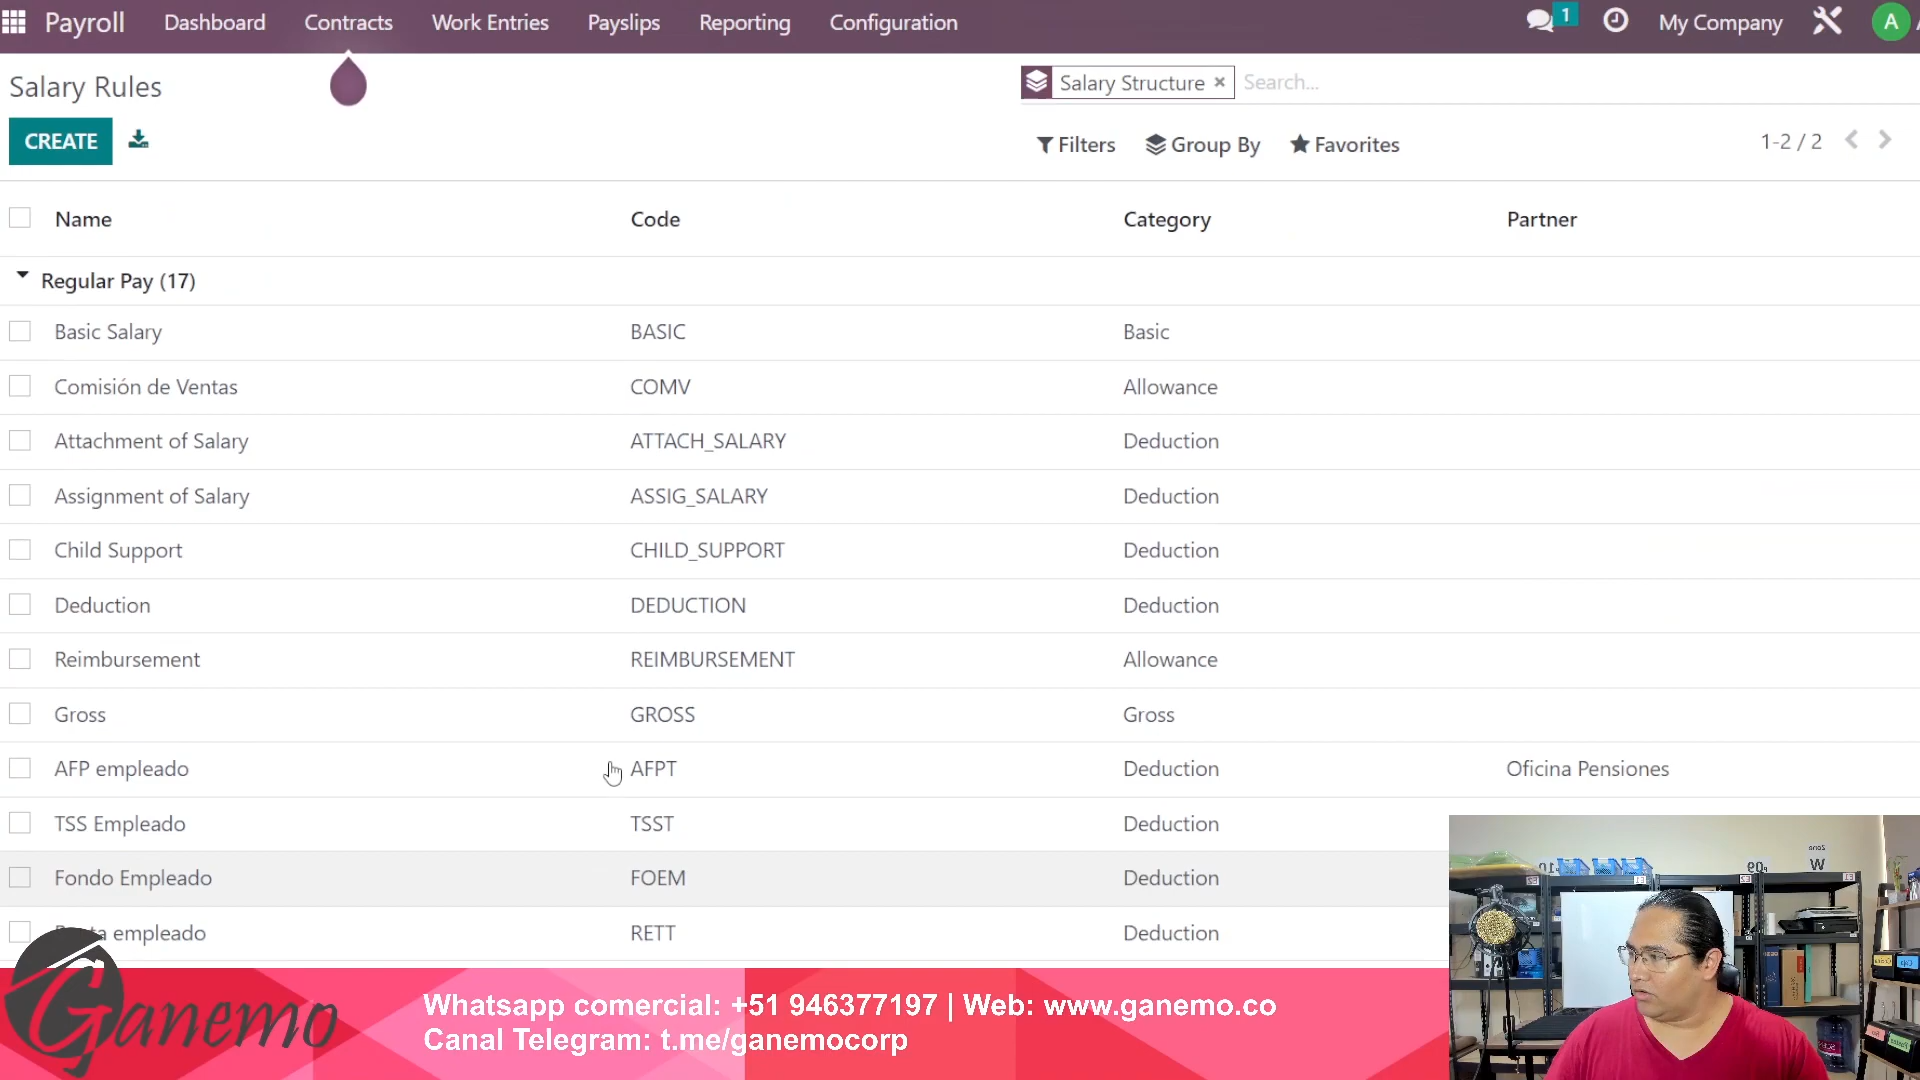 Payroll Dashboard Contracts Work Entries Payslips Reporting Configuration 1 My Company A
Salary Rules Salary Structure × Search...
CREATE Filters Group By Favorites 1-2 / 2
Name Code Category Partner
Regular Pay (17)
Basic Salary BASIC Basic
Comisión de Ventas COMV Allowance
Attachment of Salary ATTACH_SALARY Deduction
Assignment of Salary ASSIG_SALARY Deduction
Child Support CHILD_SUPPORT Deduction
Deduction DEDUCTION Deduction
Reimbursement REIMBURSEMENT Allowance
Gross GROSS Gross
AFP empleado AFPT Deduction Oficina Pensiones
TSS Empleado TSST Deduction
Fondo Empleado FOEM Deduction
empleado RETT Deduction
Ganemo
Whatsapp comercial: +51 946377197 | Web: www.ganemo.co
Canal Telegram: t.me/ganemocorp